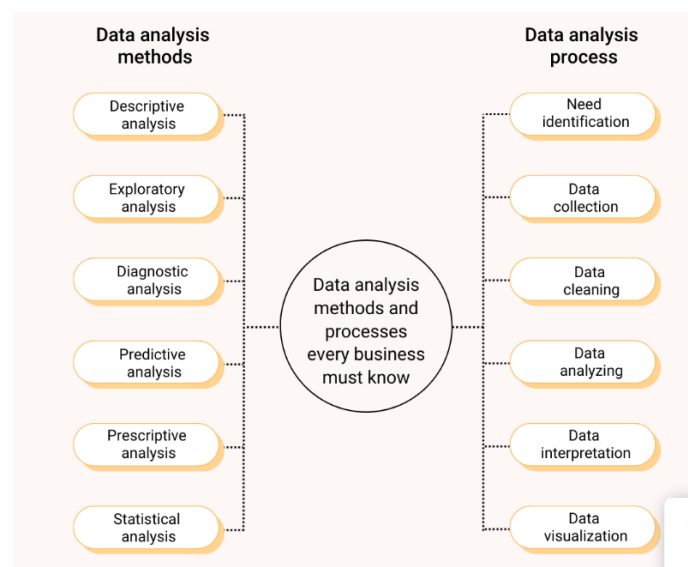 Data analysis
methods
Data analysis
process
Descriptive
analysis
Exploratory
analysis
Diagnostic
analysis
Predictive
analysis
Prescriptive
analysis
Statistical
analysis
Data analysis
methods and
processes
every business
must know
Need
identification
Data
collection
Data
cleaning
Data
analyzing
Data
interpretation
Data
visualization